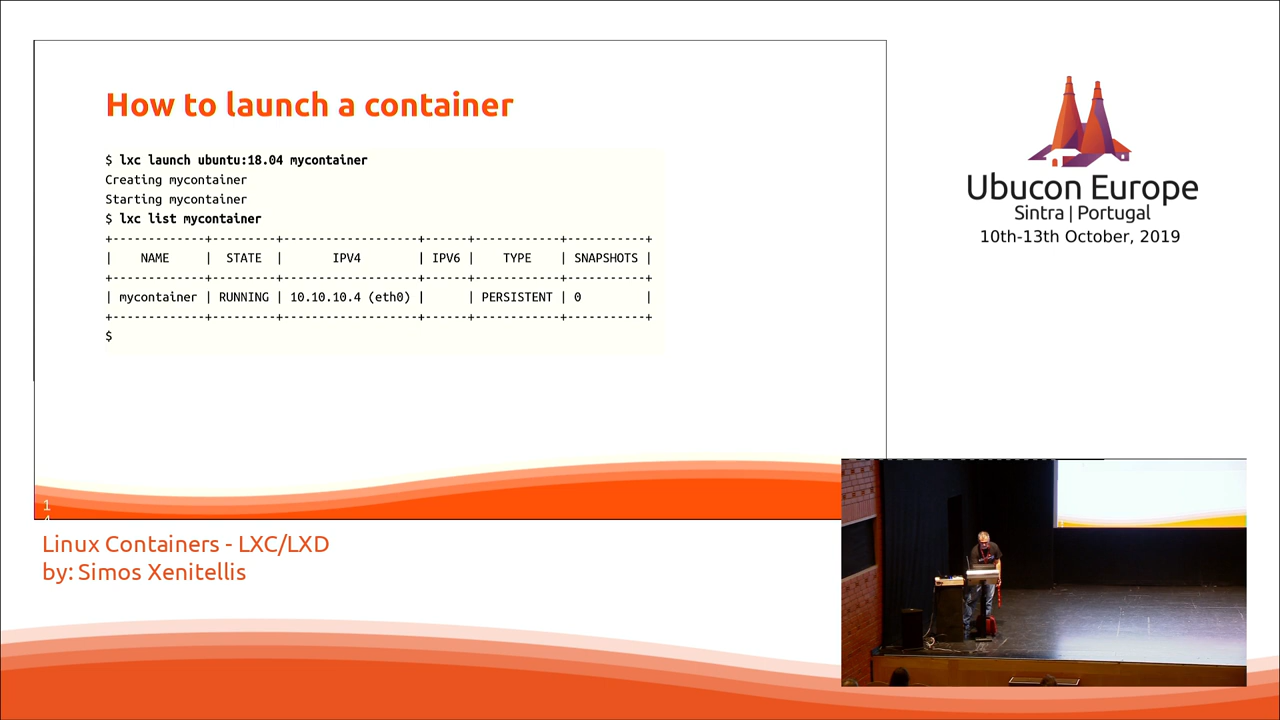 How to launch a container
$ lxc launch ubuntu:18.04 mycontainer
Creating mycontainer
Starting mycontainer
$ lxc list mycontainer
+------------+---------+-------------------+------+------------+-----------+
| NAME | STATE | IPV4 | IPV6 | TYPE | SNAPSHOTS |
+------------+---------+-------------------+------+------------+-----------+
| mycontainer | RUNNING | 10.10.10.4 (eth0) | | PERSISTENT | 0 |
+------------+---------+-------------------+------+------------+-----------+
$
1
Linux Containers - LXC/LXD
by: Simos Xenitellis
Ubucon Europe
Sintra | Portugal
10th-13th October, 2019